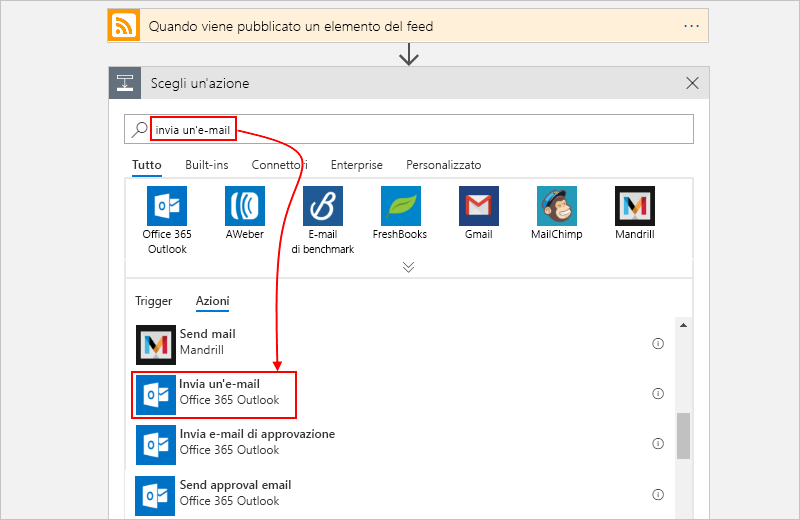 Quando viene pubblicato un elemento del feed
Scegli un'azione
invia un'e-mail
Tutto Built-ins Connettori Enterprise Personalizzato
Office 365 Outlook
AWeber
E-mail di benchmark
FreshBooks
Gmail
MailChimp
Mandrill
Trigger Azioni
Send mail
Mandrill
Invia un'e-mail
Office 365 Outlook
Invia e-mail di approvazione
Office 365 Outlook
Send approval email
Office 365 Outlook